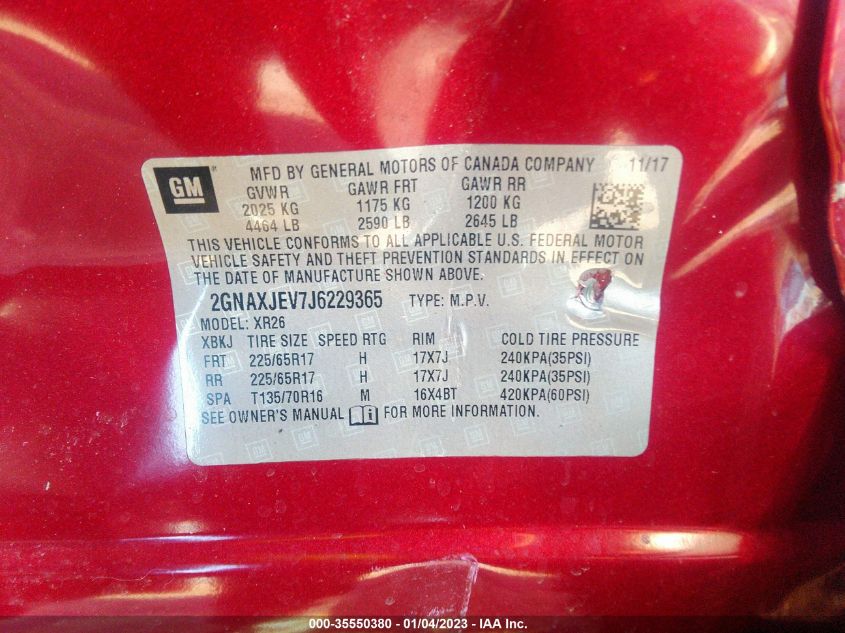 GM
MFD BY GENERAL MOTORS OF CANADA COMPANY 11/17
GVWR GAWR FRT GAWR RR
2025 KG 1175 KG 1200 KG
4464 LB 2590 LB 2645 LB
THIS VEHICLE CONFORMS TO ALL APPLICABLE U.S. FEDERAL MOTOR
VEHICLE SAFETY AND THEFT PREVENTION STANDARDS IN EFFECT ON
THE DATE OF MANUFACTURE SHOWN ABOVE.
2GNAXJEV7J6229365 TYPE: M.P.V.
MODEL: XR26
XBKJ TIRE SIZE SPEED RTG RIM COLD TIRE PRESSURE
FRT 225/65R17 H 17X7J 240KPA(35PSI)
RR 225/65R17 H 17X7J 240KPA(35PSI)
SPA T135/70R16 M 16X4BT 420KPA(60PSI)
SEE OWNER'S MANUAL i FOR MORE INFORMATION.
000-35550380 - 01/04/2023 - IAA Inc.